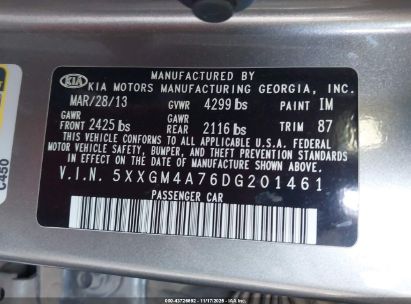 MANUFACTURED BY
KIA KIA MOTORS MANUFACTURING GEORGIA, INC.
MAR/28/13 GVWR 4299 lbs PAINT IM
GAWR GAWR
FRONT 2425 lbs REAR 2116 lbs TRIM 87
THIS VEHICLE CONFORMS TO ALL APPLICABLE U.S.A. FEDERAL
MOTOR VEHICLE SAFETY, BUMPER, AND THEFT PREVENTION
STANDARDS IN EFFECT ON THE DATE OF MANUFACTURE SHOWN ABOVE.
V.I.N. 5XXGM4A76DG201461
PASSENGER CAR
C450